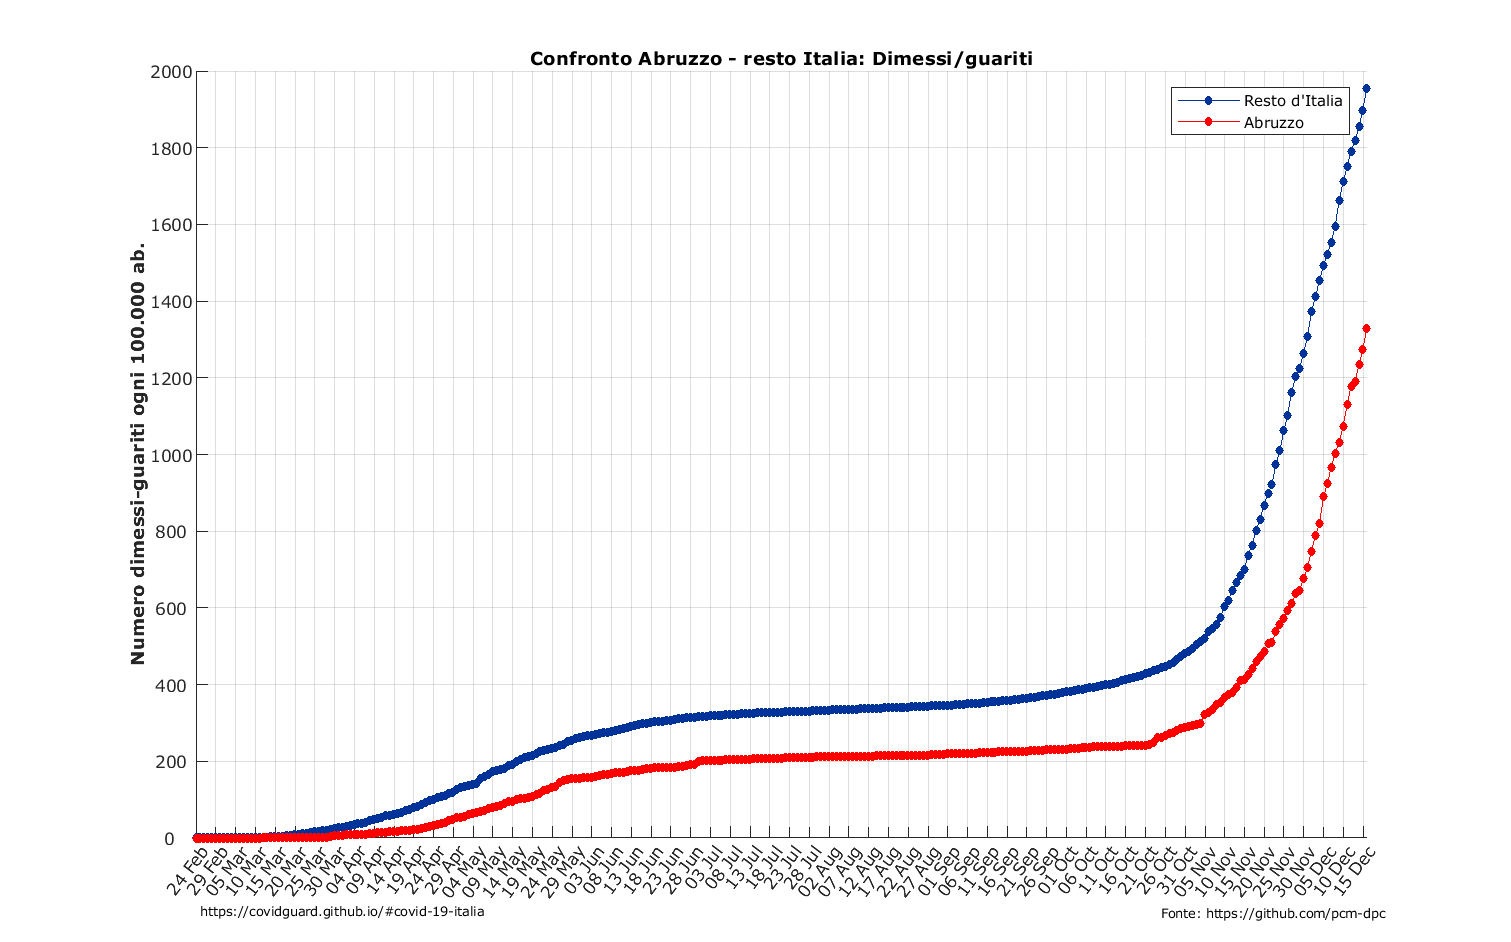 Confronto Abruzzo - resto Italia: Dimessi/guariti
Resto d'Italia
Abruzzo
Numero dimessi-guariti ogni 100.000 ab.
2000
1800
1600
1400
1200
1000
800
600
400
200
0
24 Feb
29 Feb
05 Mar
10 Mar
15 Mar
20 Mar
25 Mar
30 Mar
04 Apr
09 Apr
14 Apr
19 Apr
24 Apr
29 Apr
04 May
09 May
14 May
19 May
24 May
29 May
03 Jun
08 Jun
13 Jun
18 Jun
23 Jun
28 Jun
03 Jul
08 Jul
13 Jul
18 Jul
23 Jul
28 Jul
02 Aug
07 Aug
12 Aug
17 Aug
22 Aug
27 Aug
01 Sep
06 Sep
11 Sep
16 Sep
21 Sep
26 Sep
01 Oct
06 Oct
11 Oct
16 Oct
21 Oct
26 Oct
31 Oct
05 Nov
10 Nov
15 Nov
20 Nov
25 Nov
30 Nov
05 Dec
10 Dec
15 Dec
https://covidguard.github.io/#covid-19-italia
Fonte: https://github.com/pcm-dpc